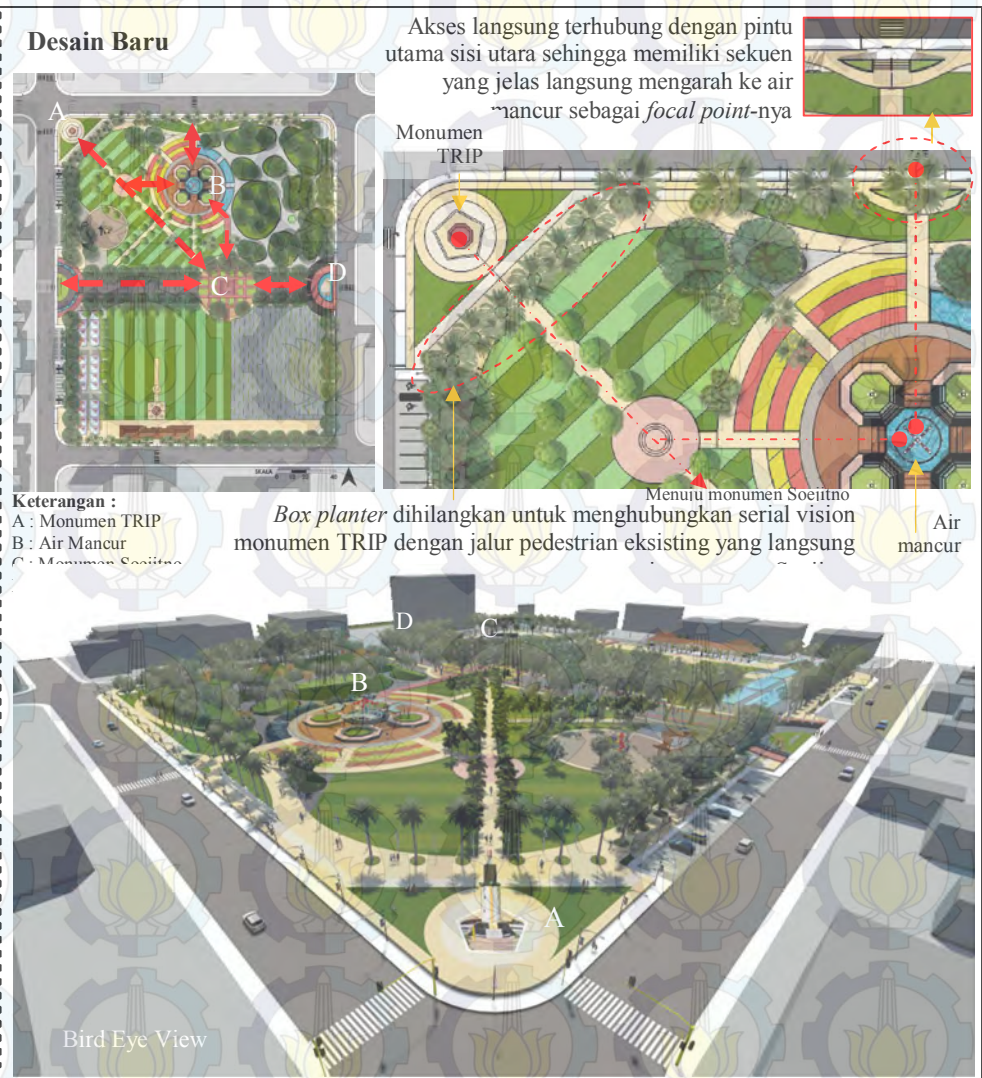 Desain Baru
Akses langsung terhubung dengan pintu
utama sisi utara sehingga memiliki sekuen
yang jelas langsung mengarah ke air
mancur sebagai focal point-nya
A
B
C
D
SKALA
Monumen
TRIP
Menuju monumen Soejitno
Keterangan :
A : Monumen TRIP
B : Air Mancur
C : Monumen Soejitno
Box planter dihilangkan untuk menghubungkan serial vision
monumen TRIP dengan jalur pedestrian eksisting yang langsung
Air
mancur
D
C
B
A
Bird Eye View